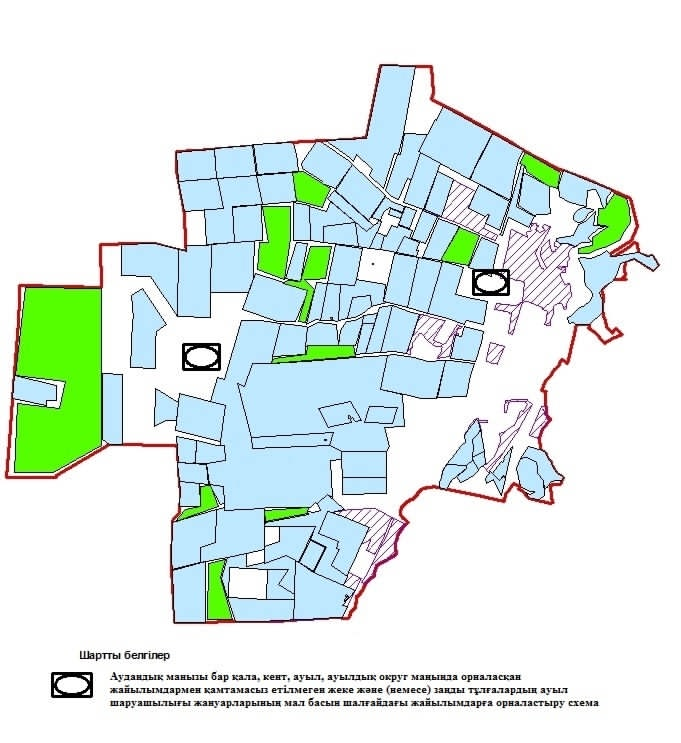 Шартты белгілер
Аудандық маңызы бар қала, кент, ауыл, ауылдық округ маңында орналасқан
жайылымдармен қамтамасыз етілмеген жеке және (немесе) заңды тұлғалардың ауыл
шаруашылығы жануарларының мал басын шалғайдағы жайылымдарға орналастыру схема